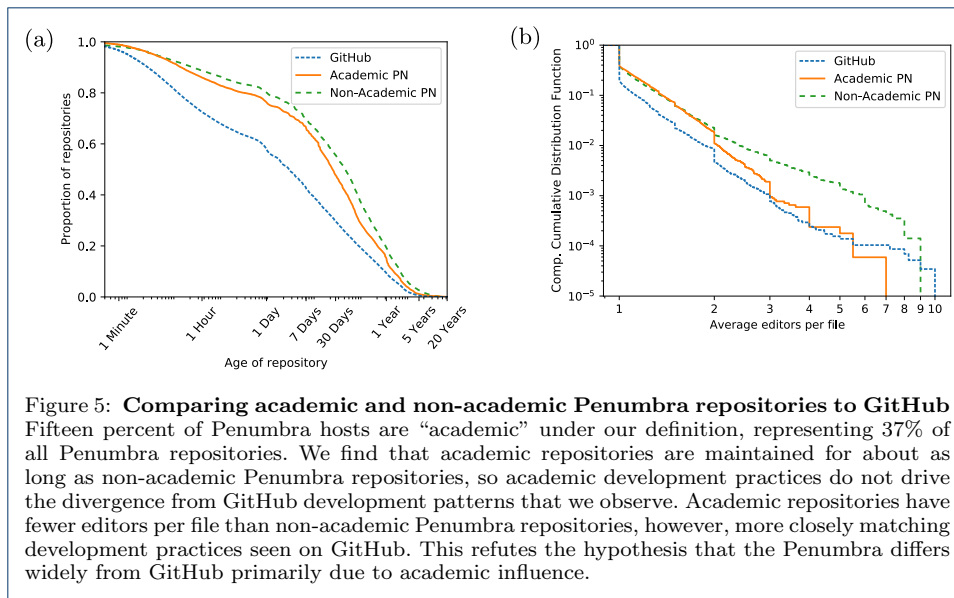 (a)
1.0
0.8
0.6
0.4
0.2
0.0
Proportion of repositories
GitHub
Academic PN
Non-Academic PN
1 Minute
1 Hour
1 Day
7 Days
30 Days
1 Year
5 Years
20 Years
Age of repository
(b)
10⁰
10⁻¹
10⁻²
10⁻³
10⁻⁴
10⁻⁵
Comp. Cumulative Distribution Function
GitHub
Academic PN
Non-Academic PN
1 2 3 4 5 6 7 8 9 10
Average editors per file
Figure 5: Comparing academic and non-academic Penumbra repositories to GitHub
Fifteen percent of Penumbra hosts are “academic” under our definition, representing 37% of
all Penumbra repositories. We find that academic repositories are maintained for about as
long as non-academic Penumbra repositories, so academic development practices do not drive
the divergence from GitHub development patterns that we observe. Academic repositories have
fewer editors per file than non-academic Penumbra repositories, however, more closely matching
development practices seen on GitHub. This refutes the hypothesis that the Penumbra differs
widely from GitHub primarily due to academic influence.